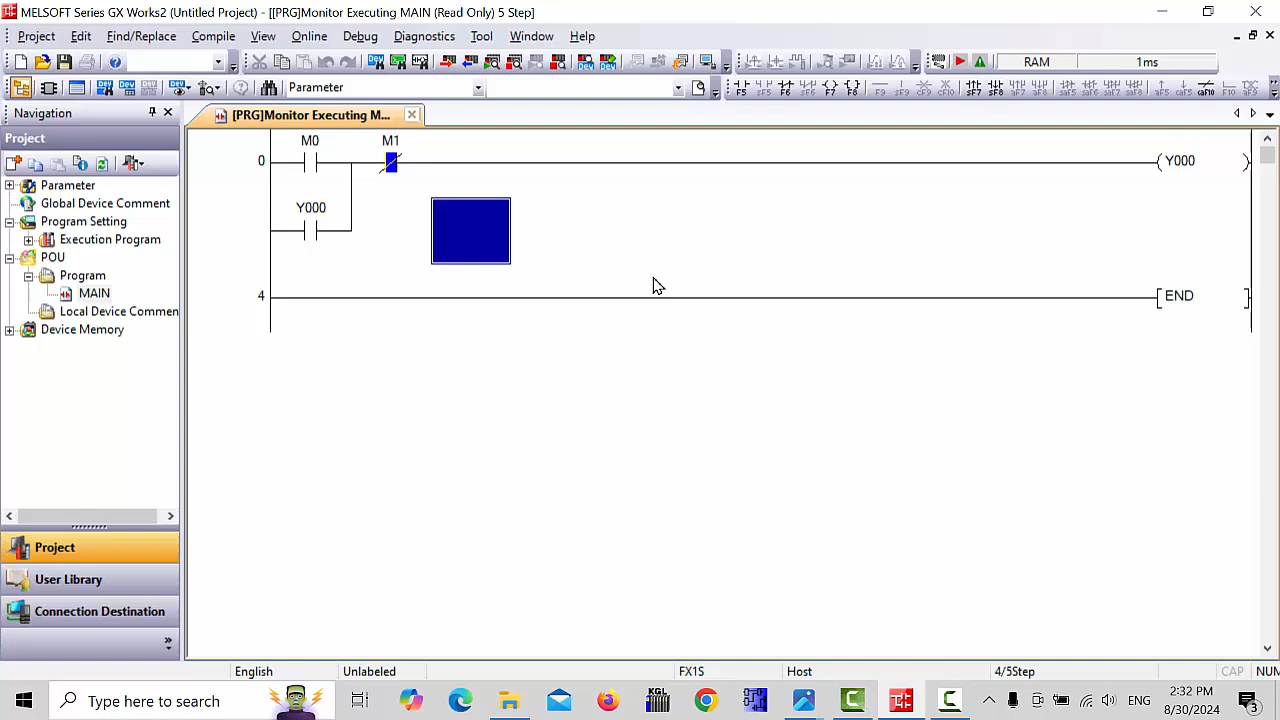 MELSOFT Series GX Works2 (Untitled Project) - [[PRG]Monitor Executing MAIN (Read Only) 5 Step]
Project Edit Find/Replace Compile View Online Debug Diagnostics Tool Window Help
RAM 1ms
Parameter
Navigation
[PRG]Monitor Executing M...
Project
Parameter
Global Device Comment
Program Setting
Execution Program
POU
Program
MAIN
Local Device Commen
Device Memory
M0 M1
0 Y000
Y000
4 END
Project
User Library
Connection Destination
English Unlabeled FX1S Host 4/5Step CAP NUM
Type here to search
KGL
ENG
2:32 PM
8/30/2024
3